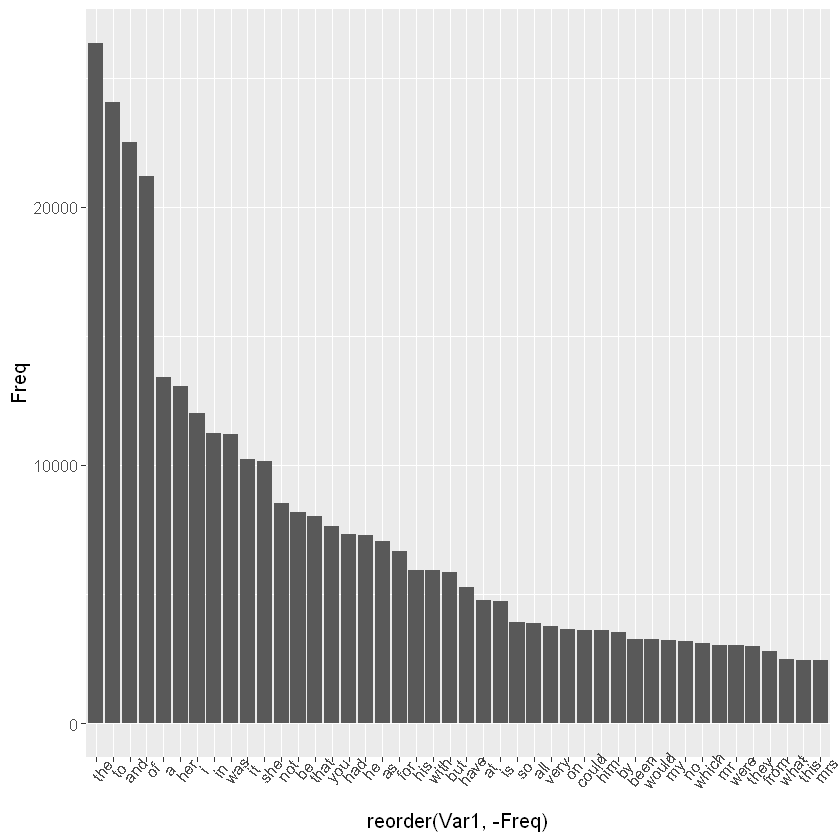 Freq
20000
10000
0
the to and of a her i in was it she not be that you had he as for his with but have at is so all very on could him by been would my no which mr were they from what this mrs
reorder(Var1, -Freq)